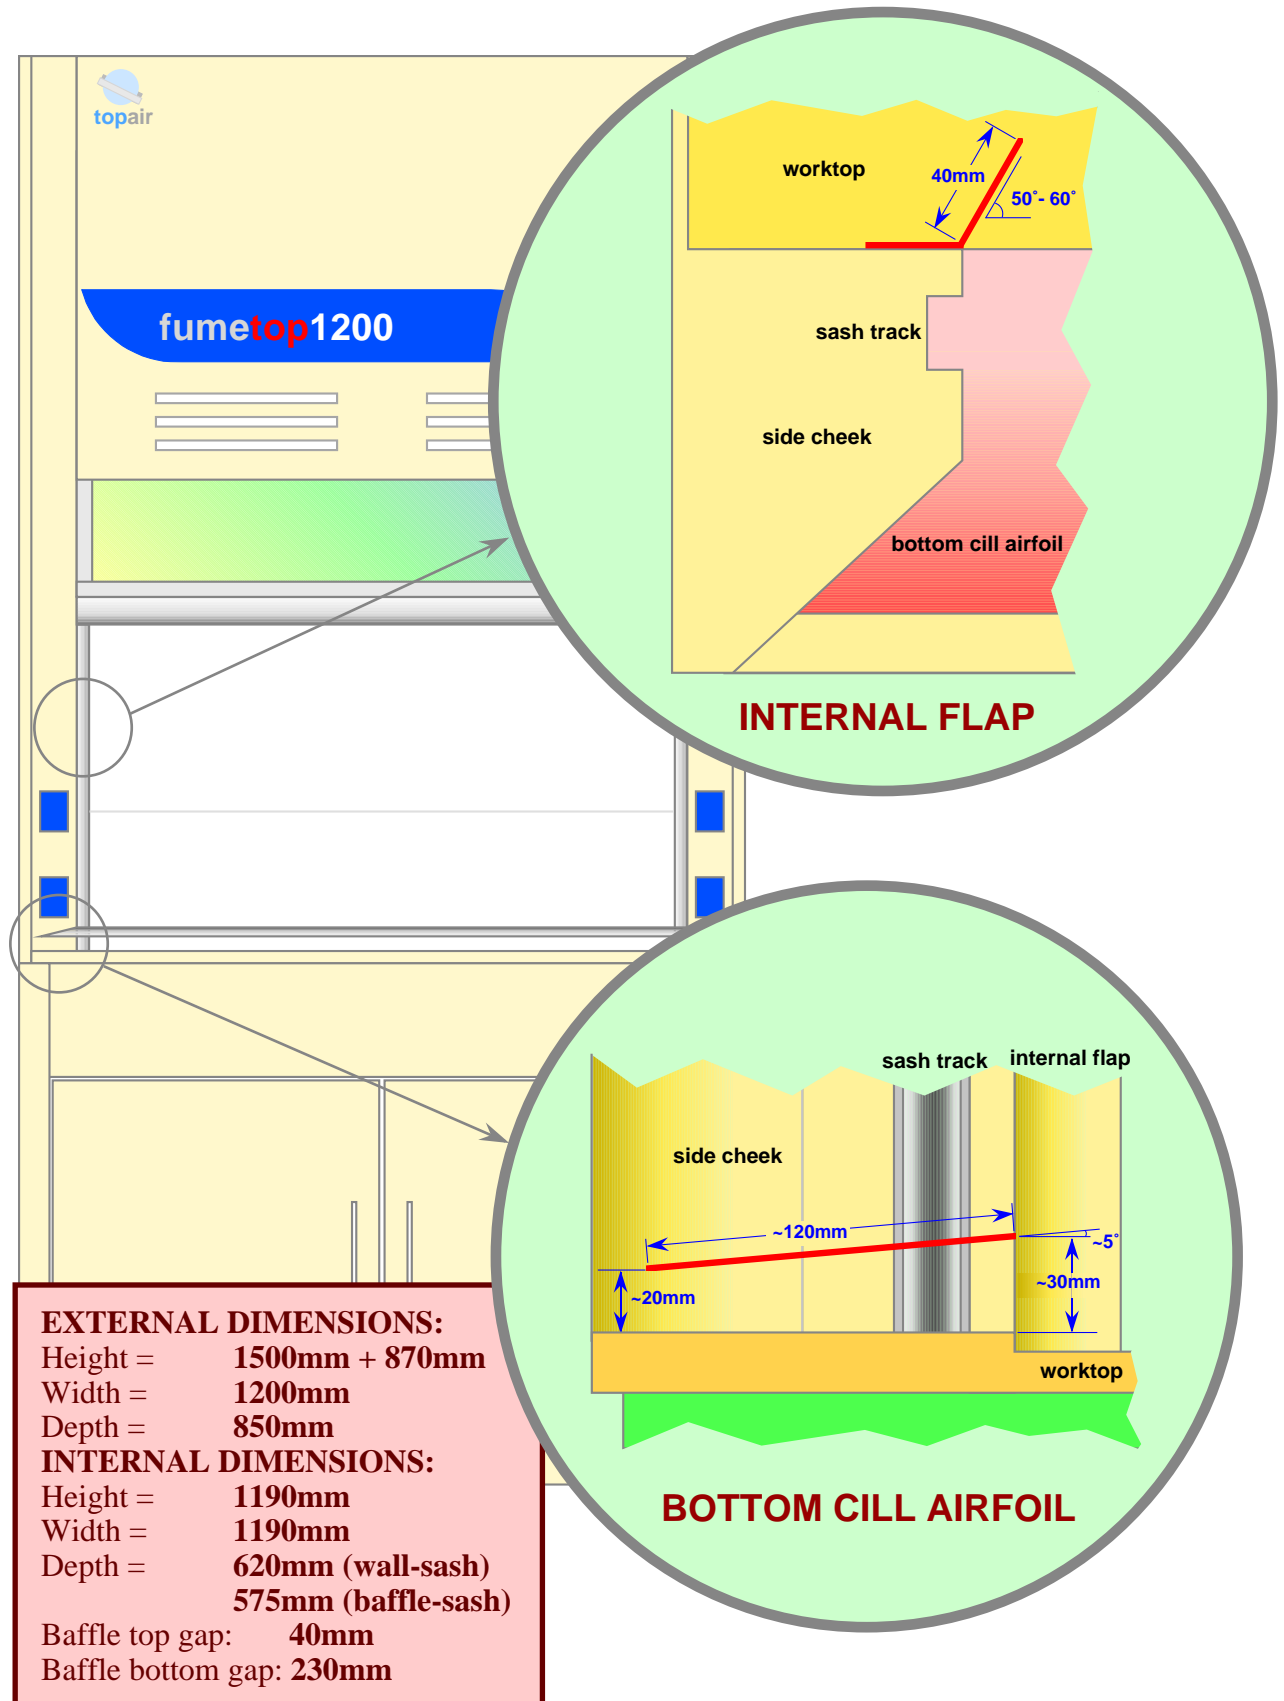 topair
fumetop1200
worktop
40mm
50°- 60°
sash track
side cheek
bottom cill airfoil
INTERNAL FLAP
sash track
internal flap
side cheek
~120mm
~5°
~30mm
~20mm
worktop
BOTTOM CILL AIRFOIL
EXTERNAL DIMENSIONS:
Height = 1500mm + 870mm
Width = 1200mm
Depth = 850mm
INTERNAL DIMENSIONS:
Height = 1190mm
Width = 1190mm
Depth = 620mm (wall-sash)
575mm (baffle-sash)
Baffle top gap: 40mm
Baffle bottom gap: 230mm